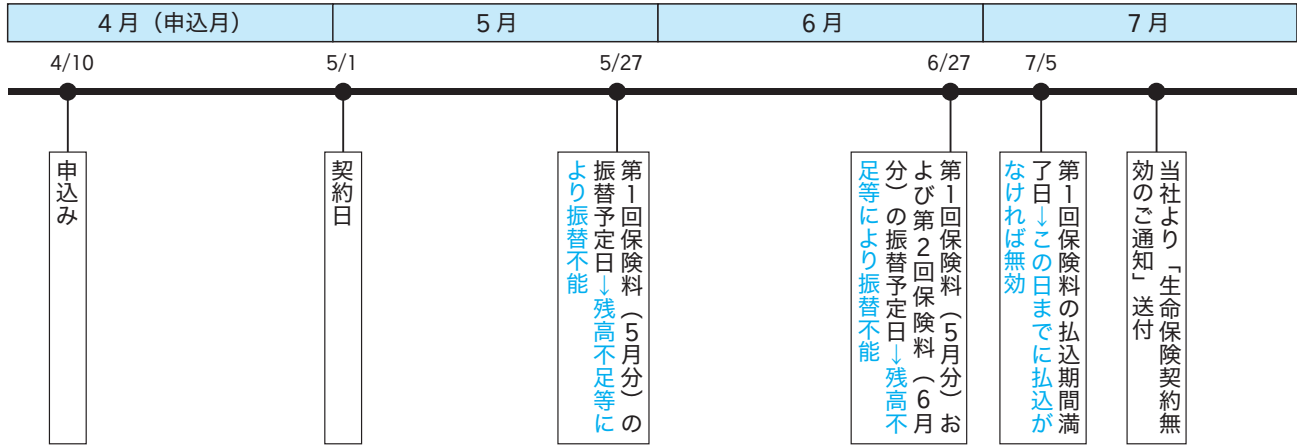 4月（申込月）
5月
6月
7月
4/10
5/1
5/27
6/27
7/5
申込み
契約日
第1回保険料（5月分）の
振替予定日→残高不足等に
より振替不能
第1回保険料（5月分）お
よび第2回保険料（6月
分）の振替予定日→残高不
足等により振替不能
第1回保険料の払込期間満
了日→この日までに払込が
なければ無効
当社より「生命保険契約無
効のご通知」送付